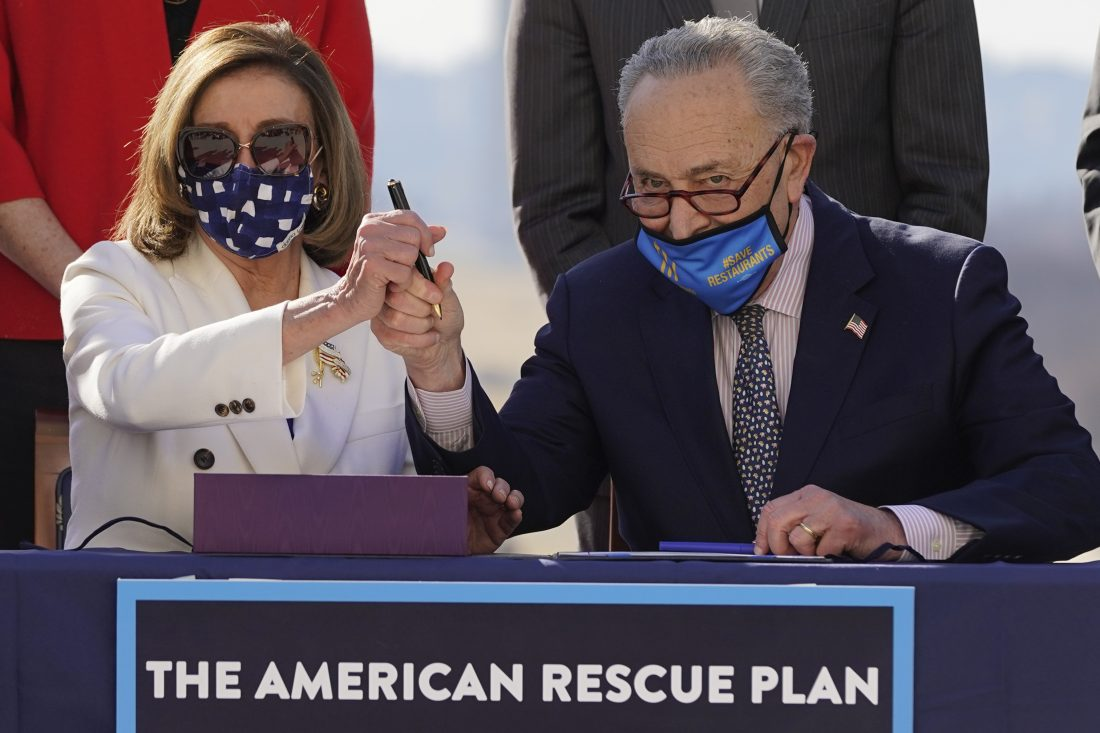 #SAVE
RESTAURANTS
THE AMERICAN RESCUE PLAN